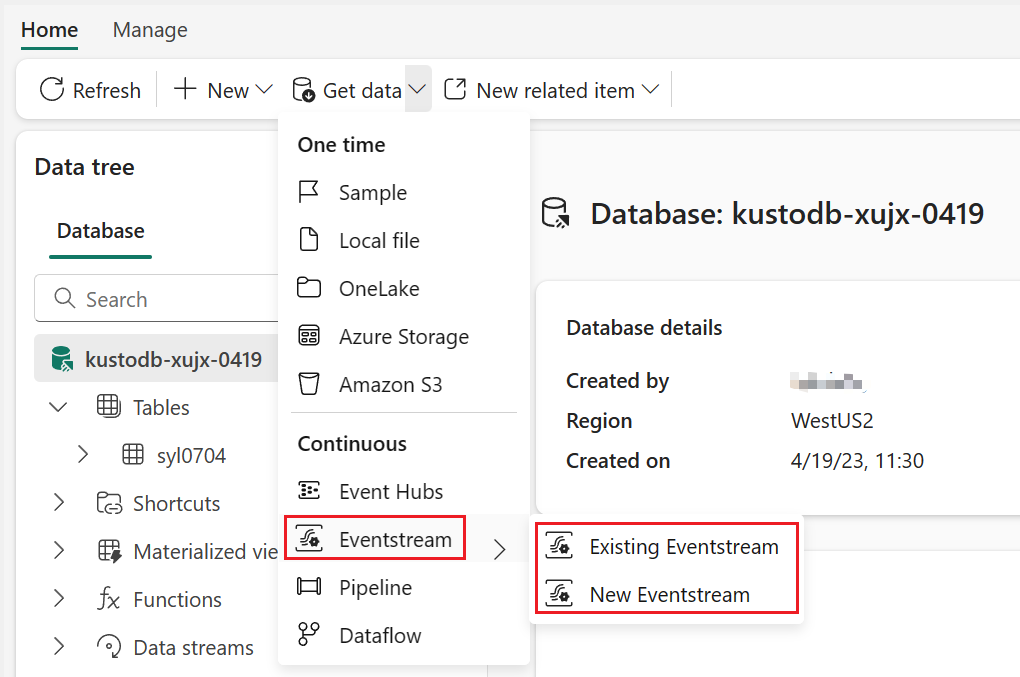 Home Manage
Refresh New Get data New related item
Data tree
Database
Search
kustodb-xujx-0419
Tables
syl0704
Shortcuts
Materialized vie
Functions
Data streams
One time
Sample
Local file
OneLake
Azure Storage
Amazon S3
Continuous
Event Hubs
Eventstream
Pipeline
Dataflow
Existing Eventstream
New Eventstream
Database: kustodb-xujx-0419
Database details
Created by
Region WestUS2
Created on 4/19/23, 11:30